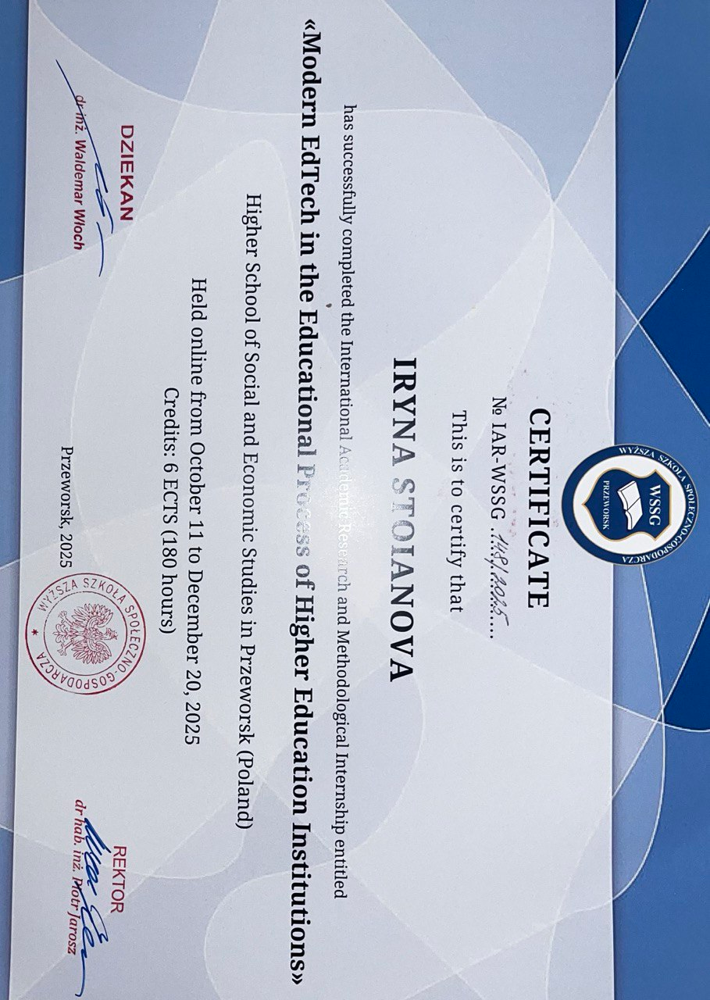 WYŻSZA SZKOŁA SPOŁECZNO-GOSPODARCZA
WSSG
PRZEWORSK
CERTIFICATE
№ IAR-WSSG 148/2025
This is to certify that
IRYNA STOIANOVA
has successfully completed the International Academic Research and Methodological Internship entitled
«Modern EdTech in the Educational Process of Higher Education Institutions»
Higher School of Social and Economic Studies in Przeworsk (Poland)
Held online from October 11 to December 20, 2025
Credits: 6 ECTS (180 hours)
DZIEKAN
dr inż. Waldemar Włoch
Przeworsk, 2025
WYŻSZA SZKOŁA SPOŁECZNO-GOSPODARCZA
REKTOR
dr hab. inż. Piotr Jarosz